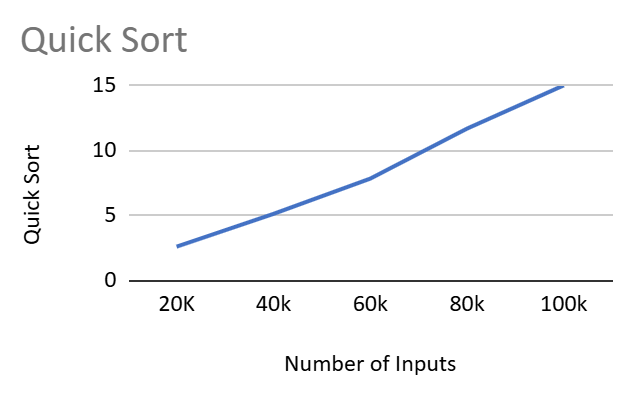 Quick Sort
15
10
5
0
Quick Sort
20K
40k
60k
80k
100k
Number of Inputs